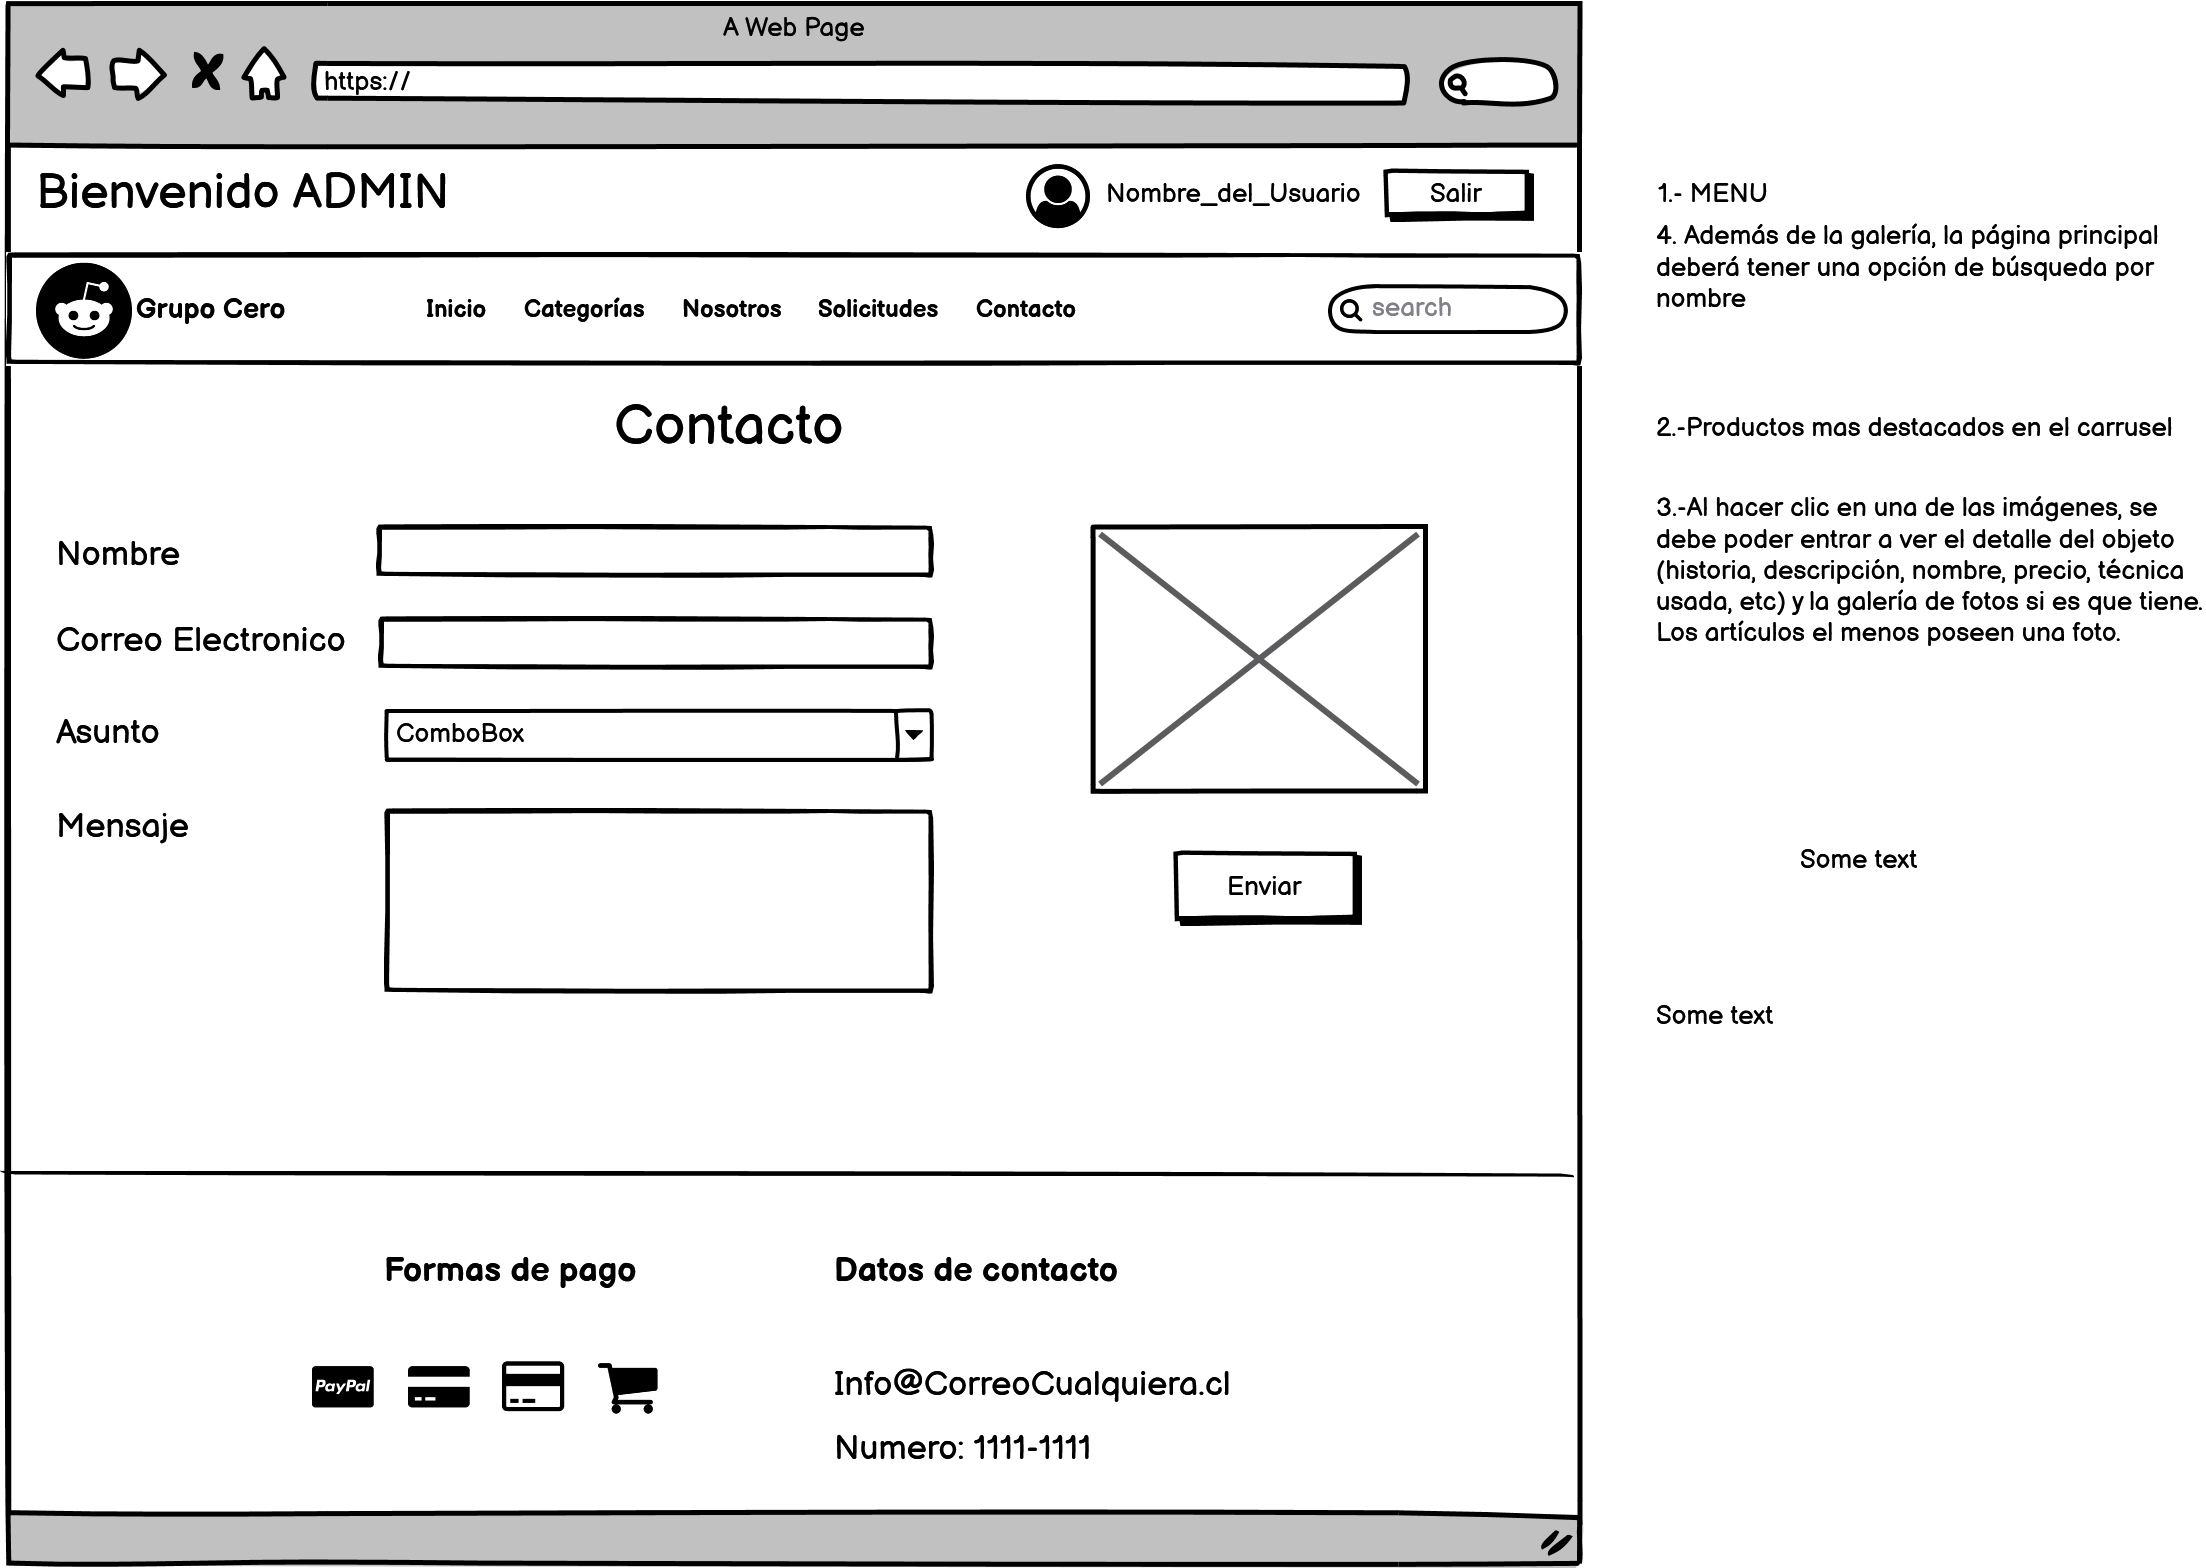 A Web Page
https://
Bienvenido ADMIN
Nombre_del_Usuario
Salir
Grupo Cero
Inicio
Categorías
Nosotros
Solicitudes
Contacto
search
Contacto
Nombre
Correo Electronico
Asunto
ComboBox
Mensaje
Enviar
Formas de pago
PayPal
Datos de contacto
Info@CorreoCualquiera.cl
Numero: 1111-1111
1.- MENU
4. Además de la galería, la página principal
deberá tener una opción de búsqueda por
nombre
2.-Productos mas destacados en el carrusel
3.-Al hacer clic en una de las imágenes, se
debe poder entrar a ver el detalle del objeto
(historia, descripción, nombre, precio, técnica
usada, etc) y la galería de fotos si es que tiene.
Los artículos el menos poseen una foto.
Some text
Some text